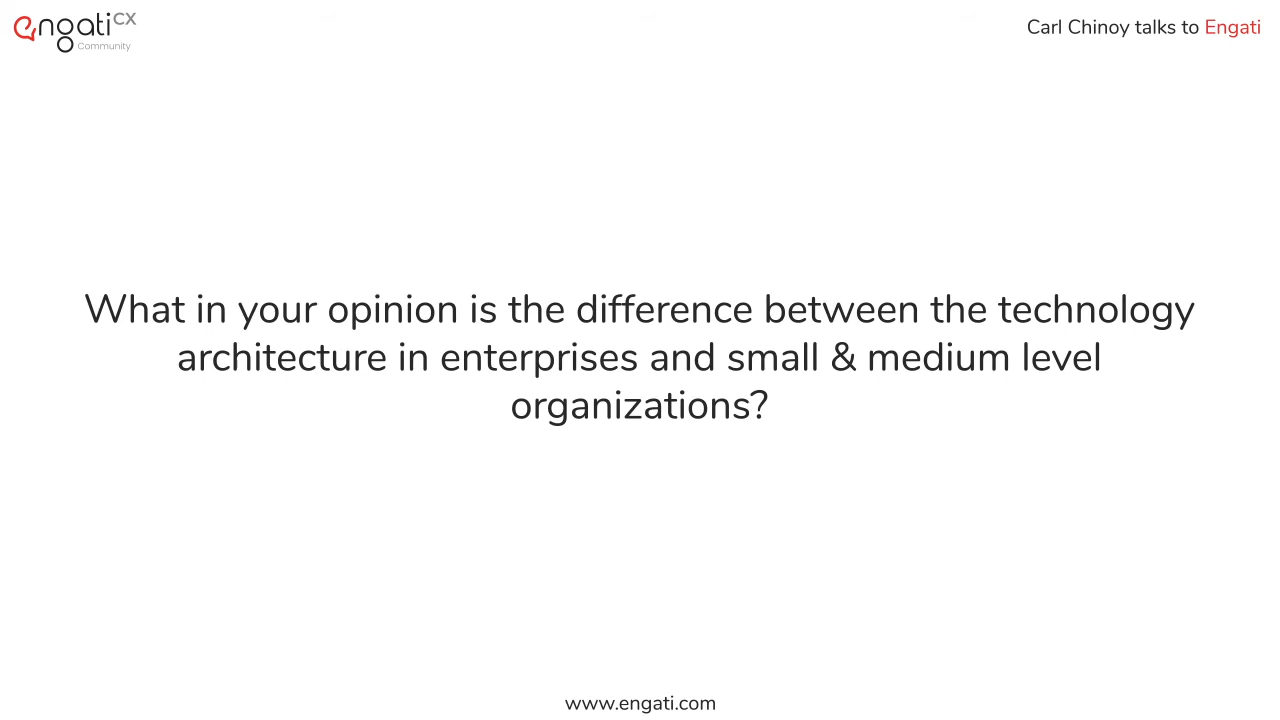 engati CX
Community
Carl Chinoy talks to Engati
What in your opinion is the difference between the technology
architecture in enterprises and small & medium level
organizations?
www.engati.com